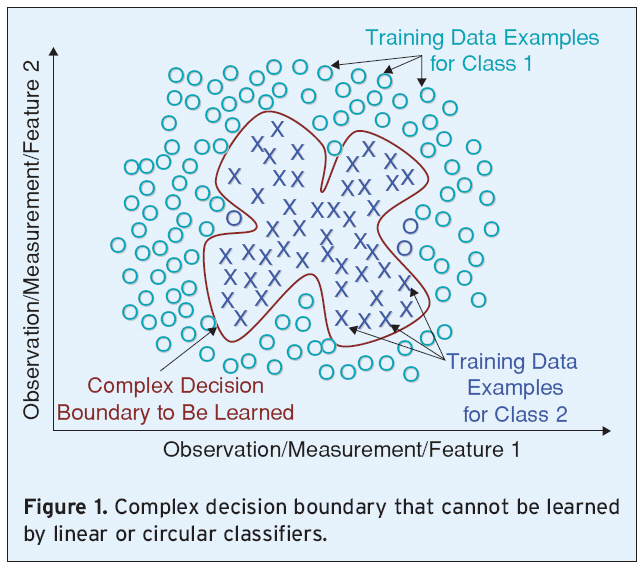 Training Data Examples
for Class 1
Observation/Measurement/Feature 2
Complex Decision
Boundary to Be Learned
Training Data
Examples
for Class 2
Observation/Measurement/Feature 1
Figure 1. Complex decision boundary that cannot be learned
by linear or circular classifiers.